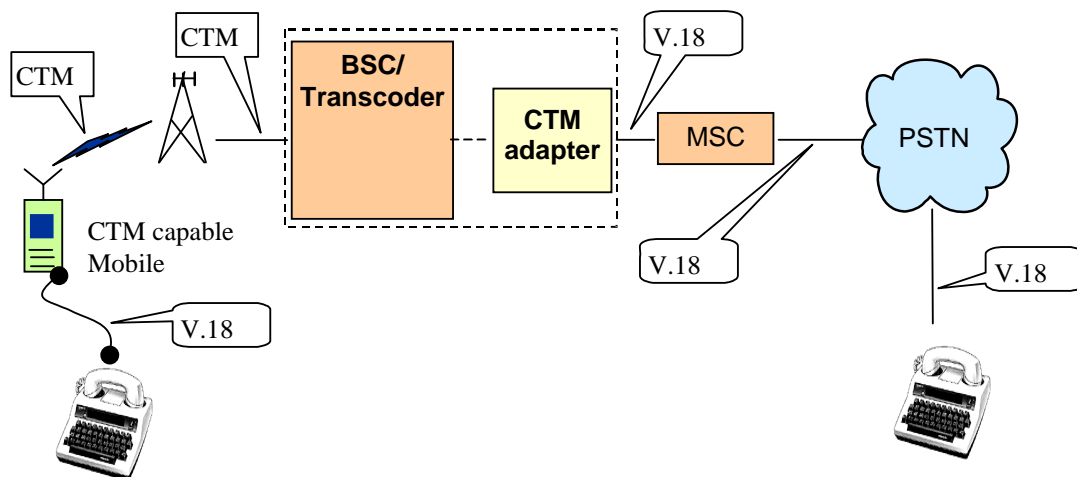 CTM
CTM
BSC/
Transcoder
CTM
adapter
V.18
MSC
PSTN
CTM capable
Mobile
V.18
V.18
V.18